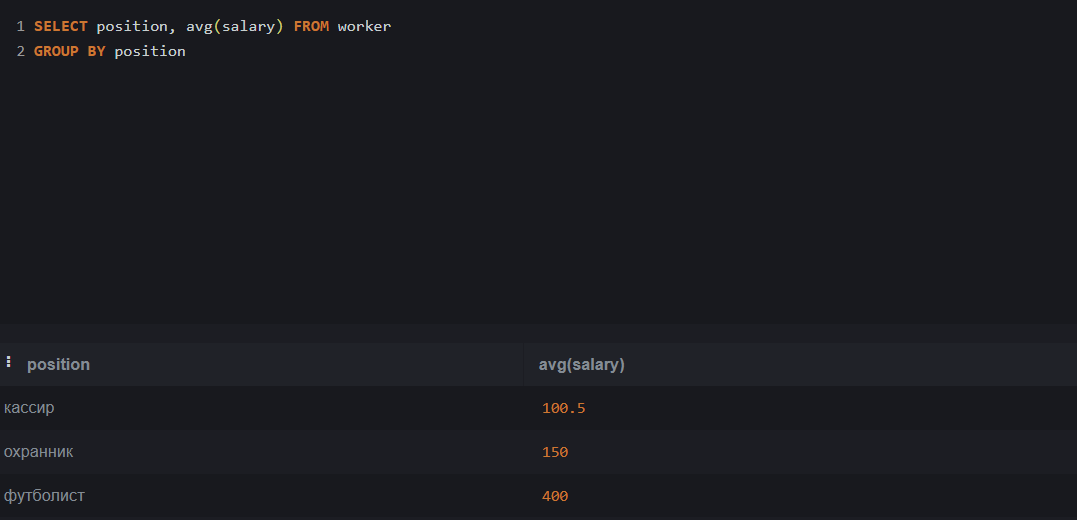 1 SELECT position, avg(salary) FROM worker
2 GROUP BY position
position avg(salary)
кассир 100.5
охранник 150
футболист 400